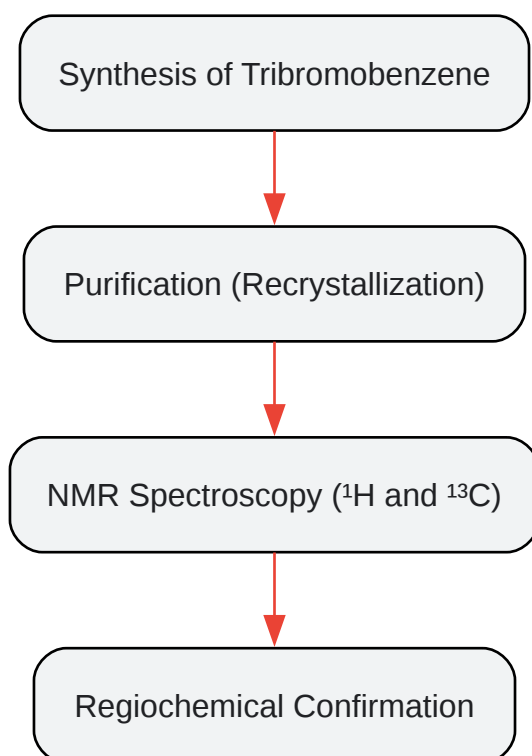 Synthesis of Tribromobenzene
Purification (Recrystallization)
NMR Spectroscopy (¹H and ¹³C)
Regiochemical Confirmation